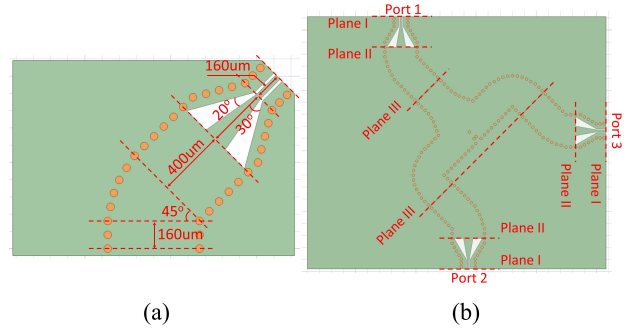 160um
20°
30°
400um
45°
160um
(a)
Port 1
Plane I
Plane II
Plane III
Port 3
Plane II
Plane I
Plane III
Plane II
Plane I
Port 2
(b)